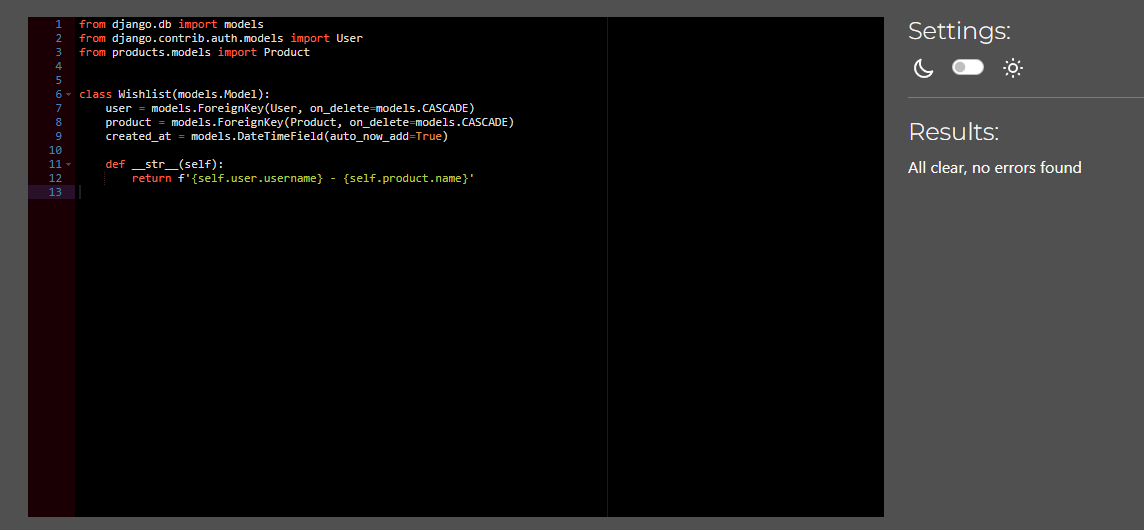 1 from django.db import models
2 from django.contrib.auth.models import User
3 from products.models import Product
4
5
6 class Wishlist(models.Model):
7     user = models.ForeignKey(User, on_delete=models.CASCADE)
8     product = models.ForeignKey(Product, on_delete=models.CASCADE)
9     created_at = models.DateTimeField(auto_now_add=True)
10
11     def __str__(self):
12         return f'{self.user.username} - {self.product.name}'
13
Settings:
Results:
All clear, no errors found